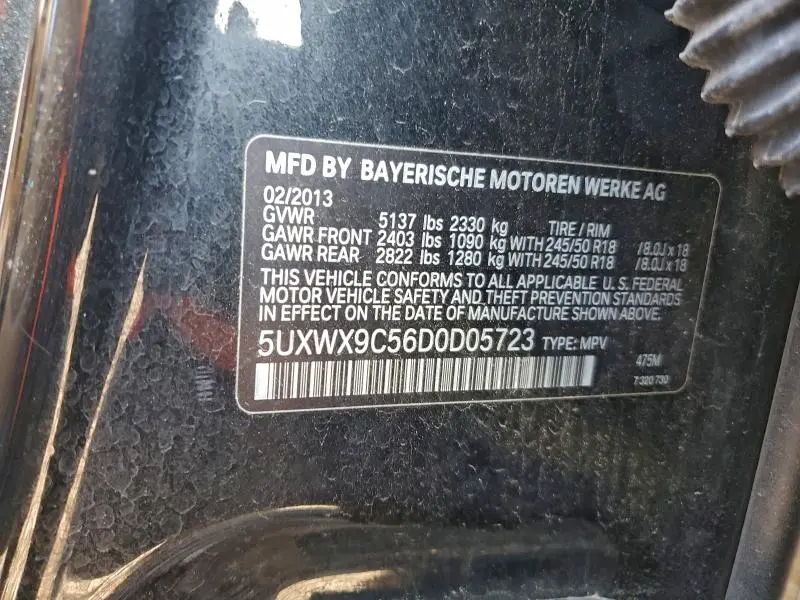 MFD BY BAYERISCHE MOTOREN WERKE AG
02/2013
GVWR 5137 lbs 2330 kg TIRE / RIM
GAWR FRONT 2403 lbs 1090 kg WITH 245/50 R18 /8.0J x 18
GAWR REAR 2822 lbs 1280 kg WITH 245/50 R18 /8.0J x 18
THIS VEHICLE CONFORMS TO ALL APPLICABLE U.S. FEDERAL
MOTOR VEHICLE SAFETY AND THEFT PREVENTION STANDARDS
IN EFFECT ON THE DATE OF MANUFACTURE SHOWN ABOVE.
5UXWX9C56D0D05723 TYPE: MPV
475M
7 320 730